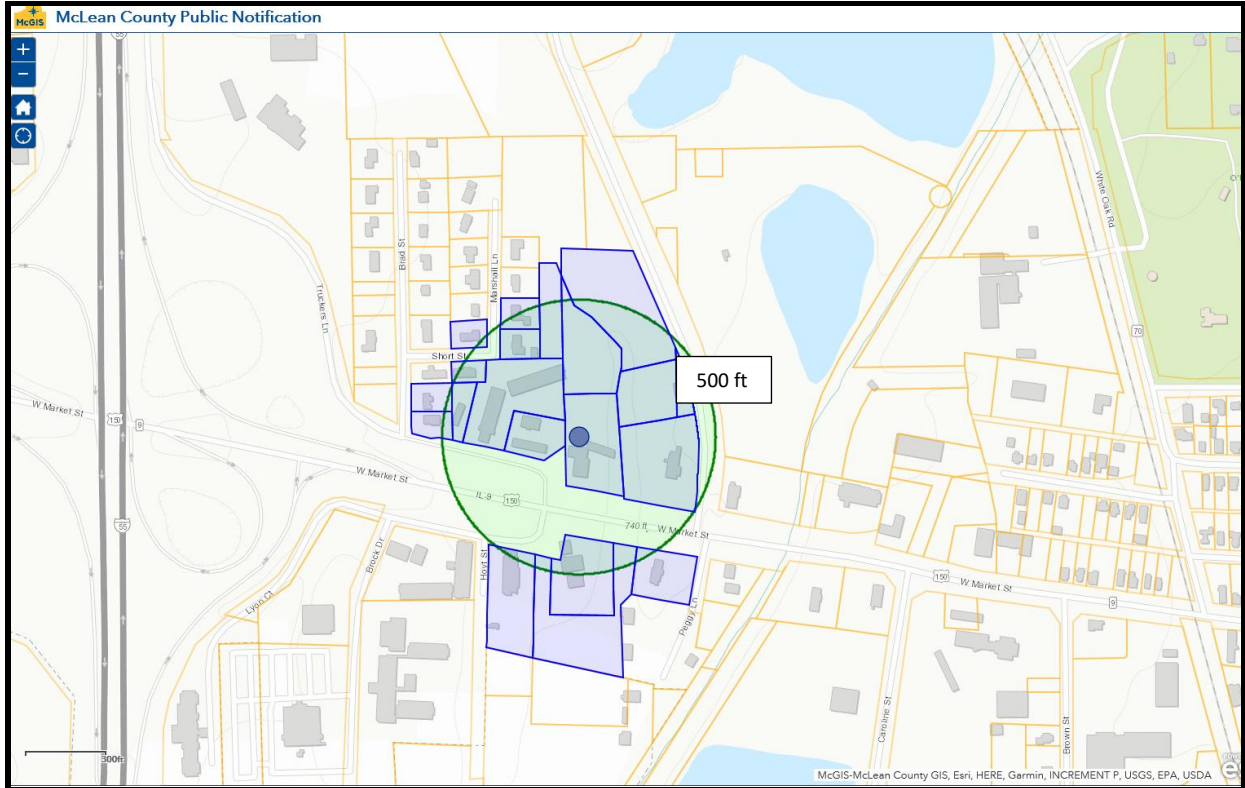 McGIS
McLean County Public Notification
+
−
55
White Oak Rd
Brad St
Marshall Ln
Truckers Ln
70
Short St
500 ft
W. Market St
150
9
W. Market St
IL-9
150
740 ft
W. Market St
55
Brock Dr
Hoyt St
150
W. Market St
9
Lyon Ct
Peggy Ln
Caroline St
Brown St
300ft
McGIS-McLean County GIS, Esri, HERE, Garmin, INCREMENT P, USGS, EPA, USDA